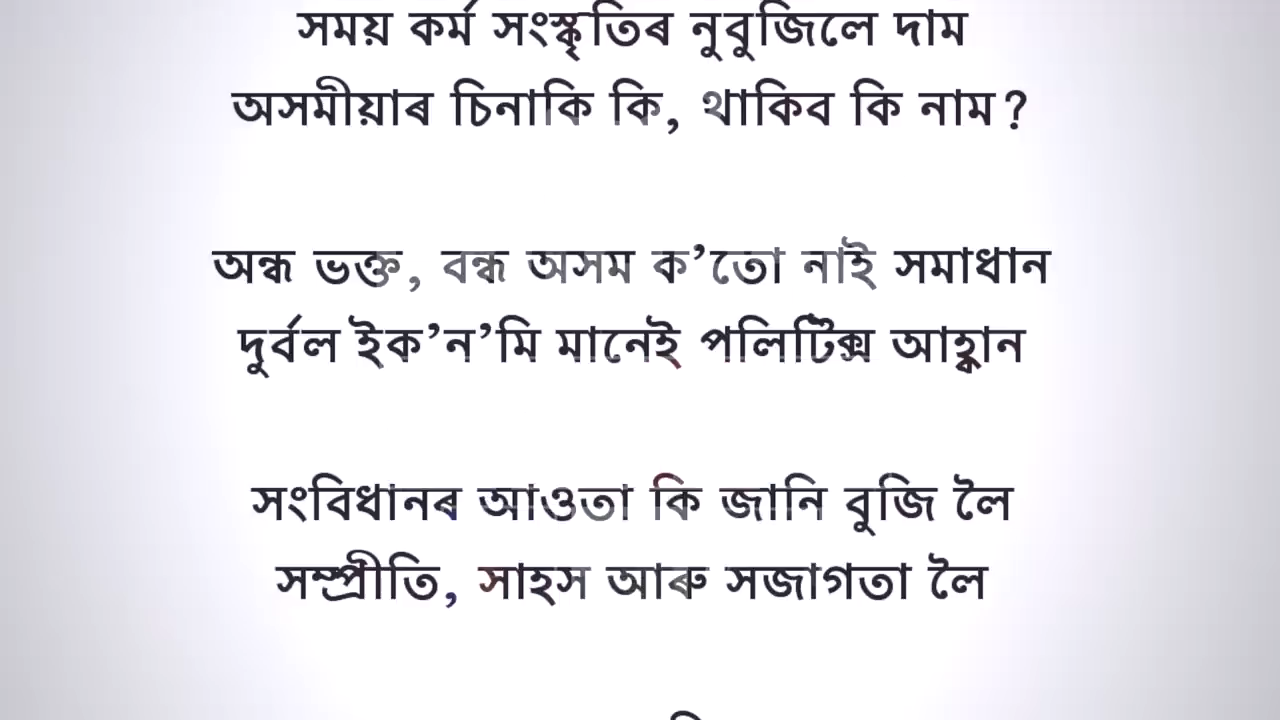 সময় কৰ্ম সংস্কৃতিৰ নুবুজিলে দাম
অসমীয়াৰ চিনাকি কি, থাকিব কি নাম?
অন্ধ ভক্ত, বন্ধ অসম ক’তো নাই সমাধান
দুৰ্বল ইক’ন’মি মানেই পলিটিক্স আহ্বান
সংবিধানৰ আওতা কি জানি বুজি লৈ
সম্প্ৰীতি, সাহস আৰু সজাগতা লৈ